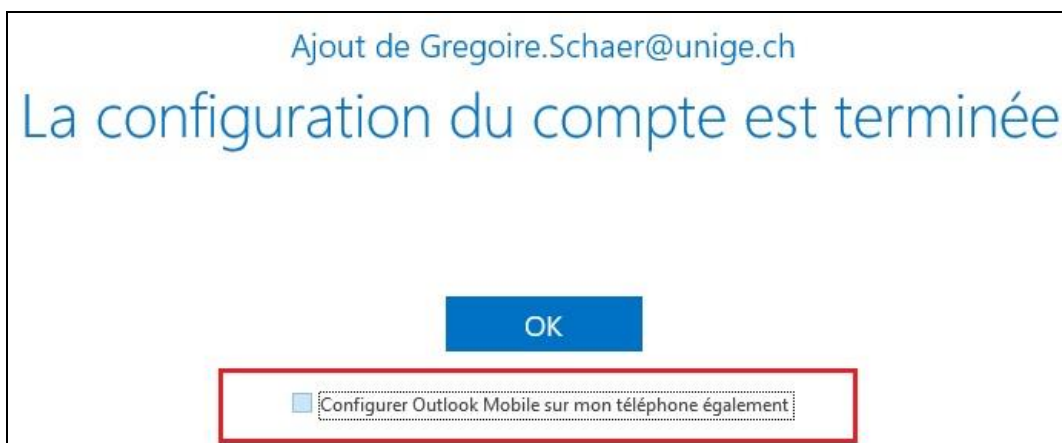 Ajout de Gregoire.Schaer@unige.ch
La configuration du compte est terminée
OK
Configurer Outlook Mobile sur mon téléphone également